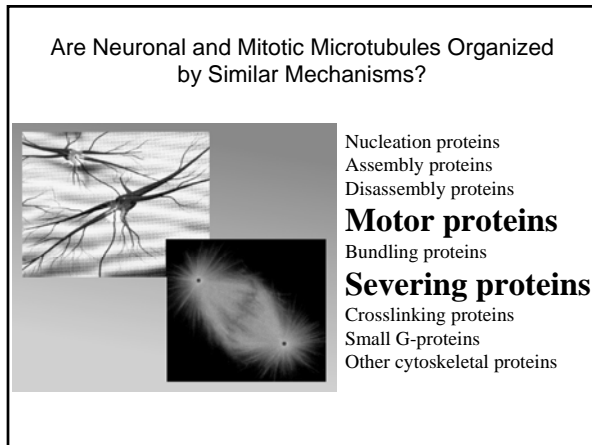 Are Neuronal and Mitotic Microtubules Organized
by Similar Mechanisms?
Nucleation proteins
Assembly proteins
Disassembly proteins
Motor proteins
Bundling proteins
Severing proteins
Crosslinking proteins
Small G-proteins
Other cytoskeletal proteins